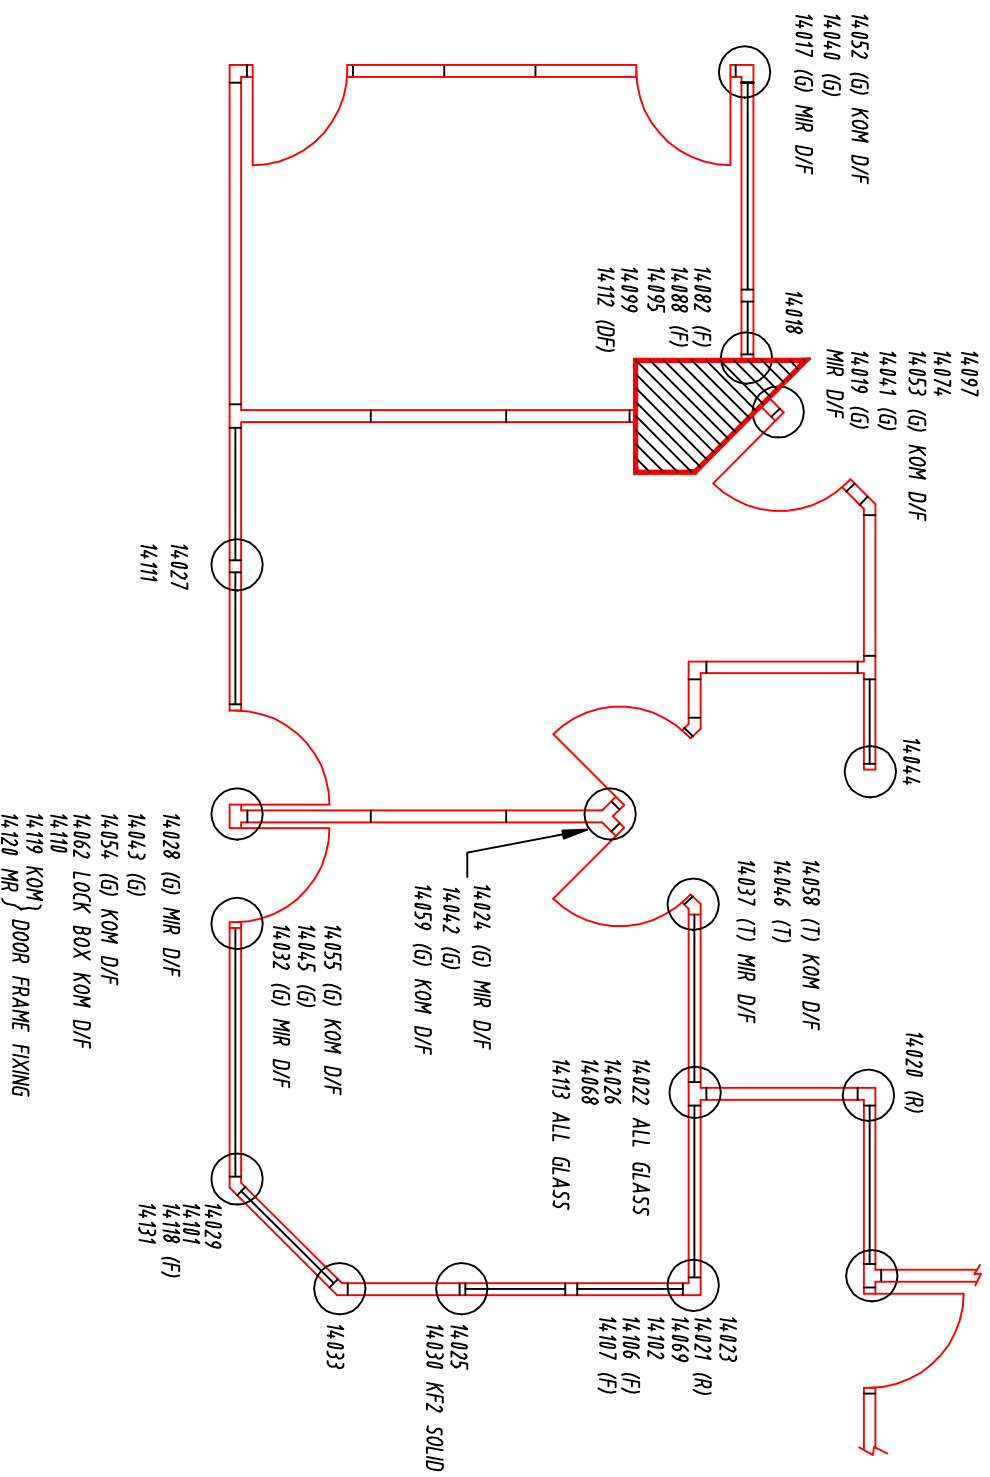 14052 (G) KOM D/F
14040 (G)
14017 (G) MIR D/F
14018
14097
14074
14053 (G) KOM D/F
14041 (G)
14019 (G)
MIR D/F
14082 (F)
14088 (F)
14095
14099
14112 (DF)
14027
14111
14044
14058 (T) KOM D/F
14046 (T)
14037 (T) MIR D/F
14020 (R)
14024 (G) MIR D/F
14042 (G)
14059 (G) KOM D/F
14028 (G) MIR D/F
14043 (G)
14054 (G) KOM D/F
14062 LOCK BOX KOM D/F
14110
14119 KOM} DOOR FRAME FIXING
14120 MR
14055 (G) KOM D/F
14045 (G)
14032 (G) MIR D/F
14022 ALL GLASS
14026
14068
14113 ALL GLASS
14029
14101
14118 (F)
14131
14033
14025
14030 KF2 SOLID
14023
14021 (R)
14069
14102
14106 (F)
14107 (F)